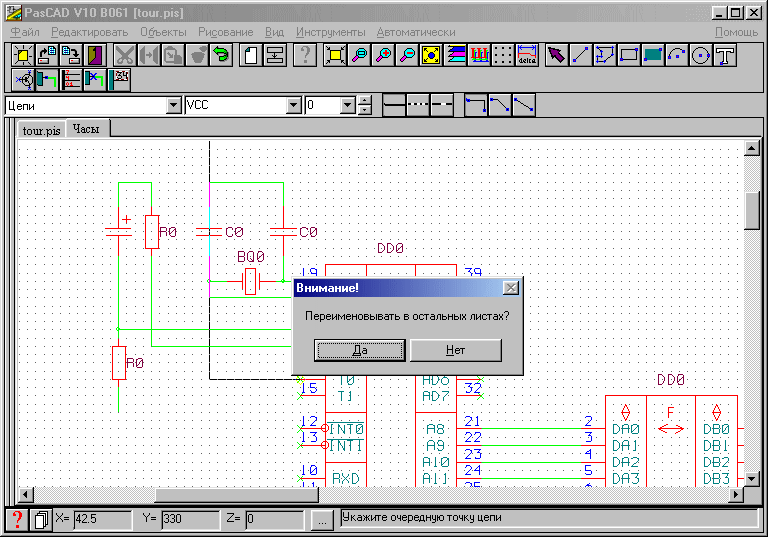 PasCAD V10 B061 [tour.pis]
Файл Редактировать Объекты Рисование Вид Инструменты Автоматически Помощь
delta
Цепи VCC 0
tour.pis Часы
+
R0 C0 C0
DD0
BQ0
19 39
Внимание!
Переименовывать в остальных листах?
Да Нет
R0
T0 AD6
DD0
15 T1 AD7 32
12 INT0 A8 21 2 DA0 F DB0
13 INT1 A9 22 3 DA1 DB1
A10 23 4 DA2 DB2
10 RXD A11 24 5 DA3 DB3
X= 42.5 Y= 330 Z= 0 ... Укажите очередную точку цепи